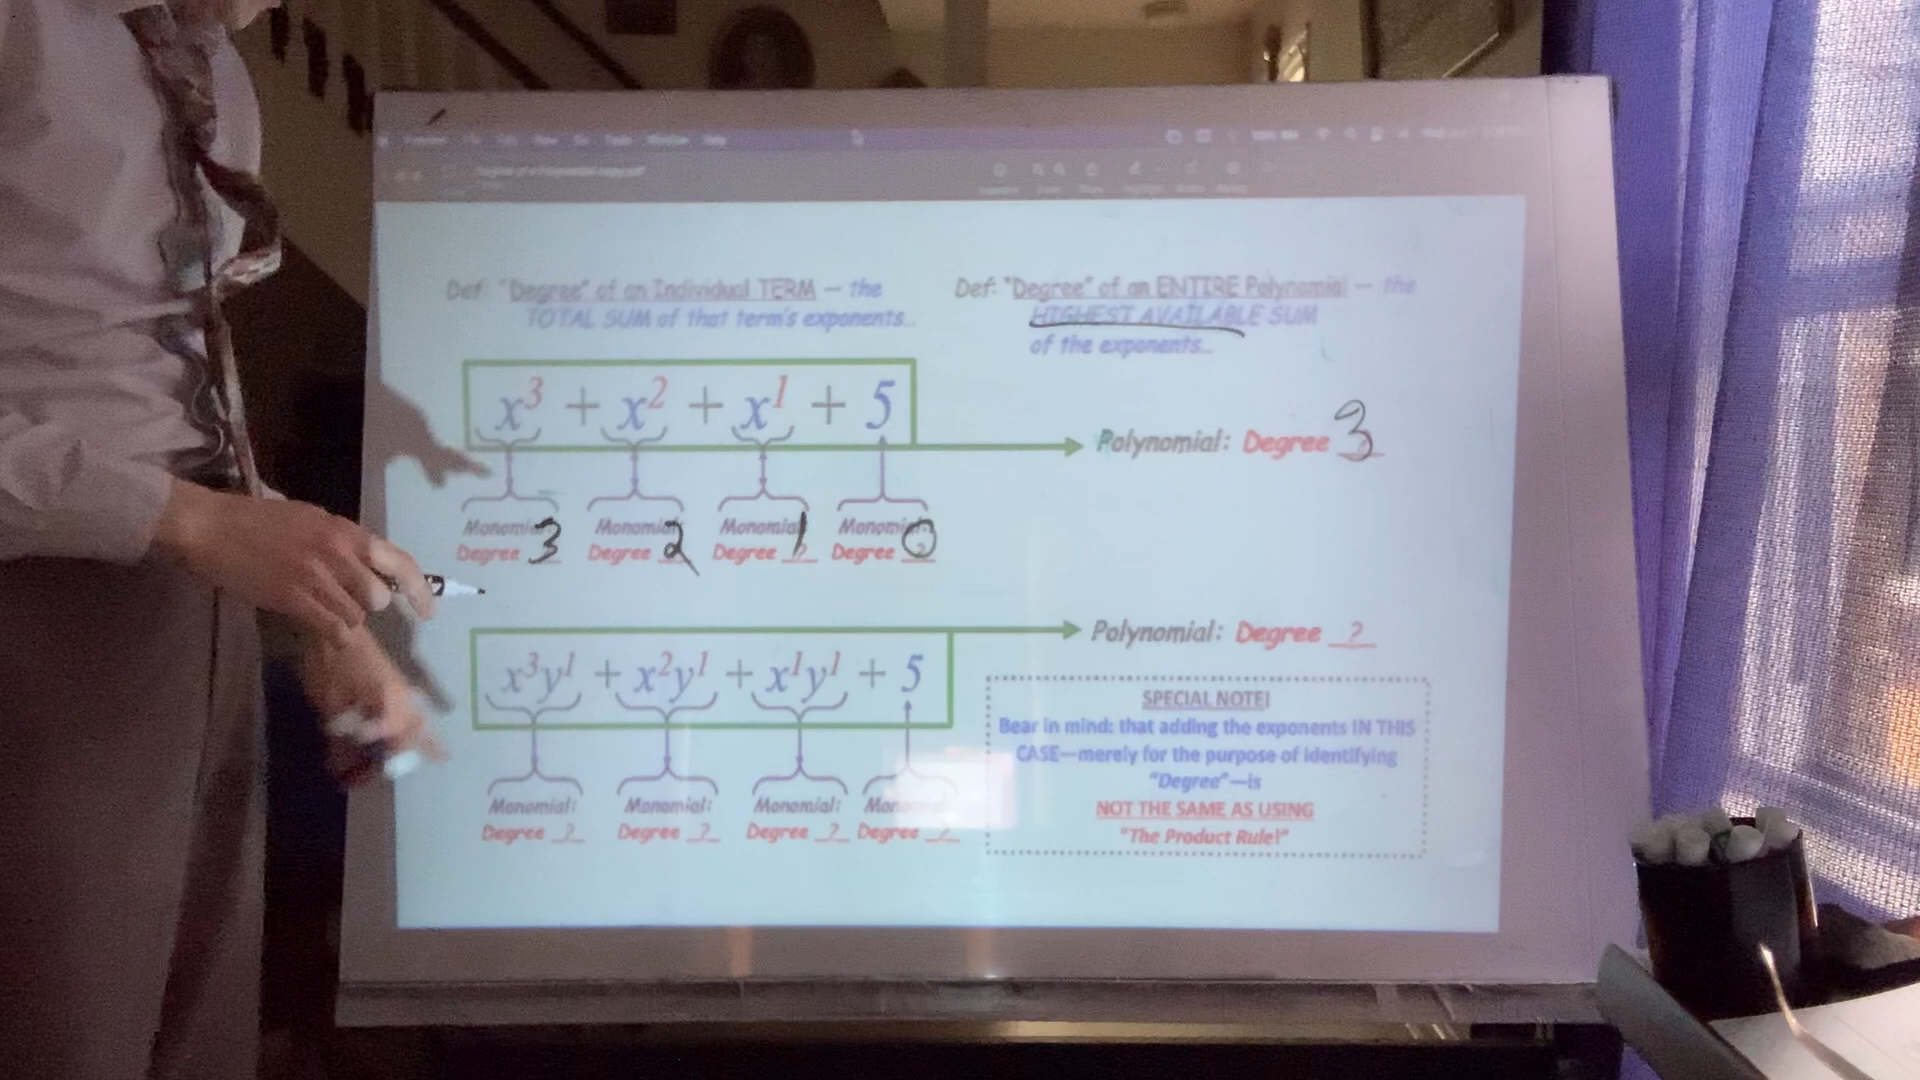 Window Help
Def: "Degree" of an Individual TERM – the
TOTAL SUM of that term's exponents...
Def: "Degree" of an ENTIRE Polynomial – the
HIGHEST AVAILABLE SUM
of the exponents...
x³ + x² + x¹ + 5
Polynomial: Degree 3
Monomial: Monomial: Monomial: Monomial:
Degree 3 Degree 2 Degree 1 Degree 0
Polynomial: Degree ?
x³y¹ + x²y¹ + x¹y¹ + 5
Monomial: Monomial: Monomial: Monomial:
Degree ? Degree ? Degree ? Degree ?
SPECIAL NOTE!
Bear in mind: that adding the exponents IN THIS
CASE—merely for the purpose of identifying
"Degree"—is
NOT THE SAME AS USING
"The Product Rule!"